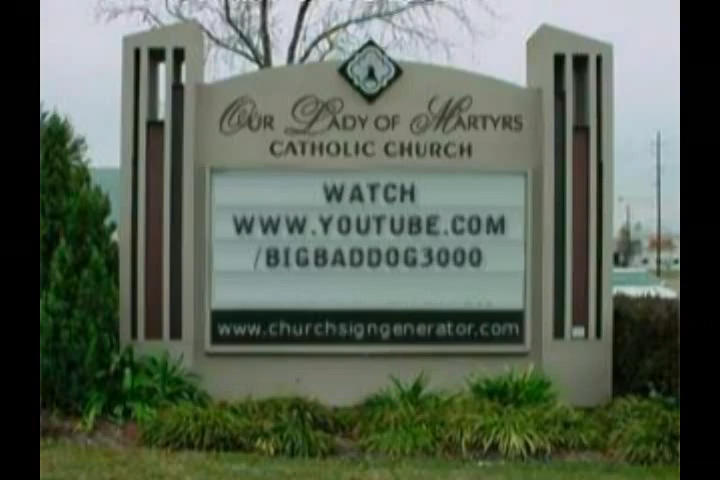 Our Lady of Martyrs
CATHOLIC CHURCH
WATCH
WWW.YOUTUBE.COM
/BIGBADDOG3000
www.churchsigngenerator.com